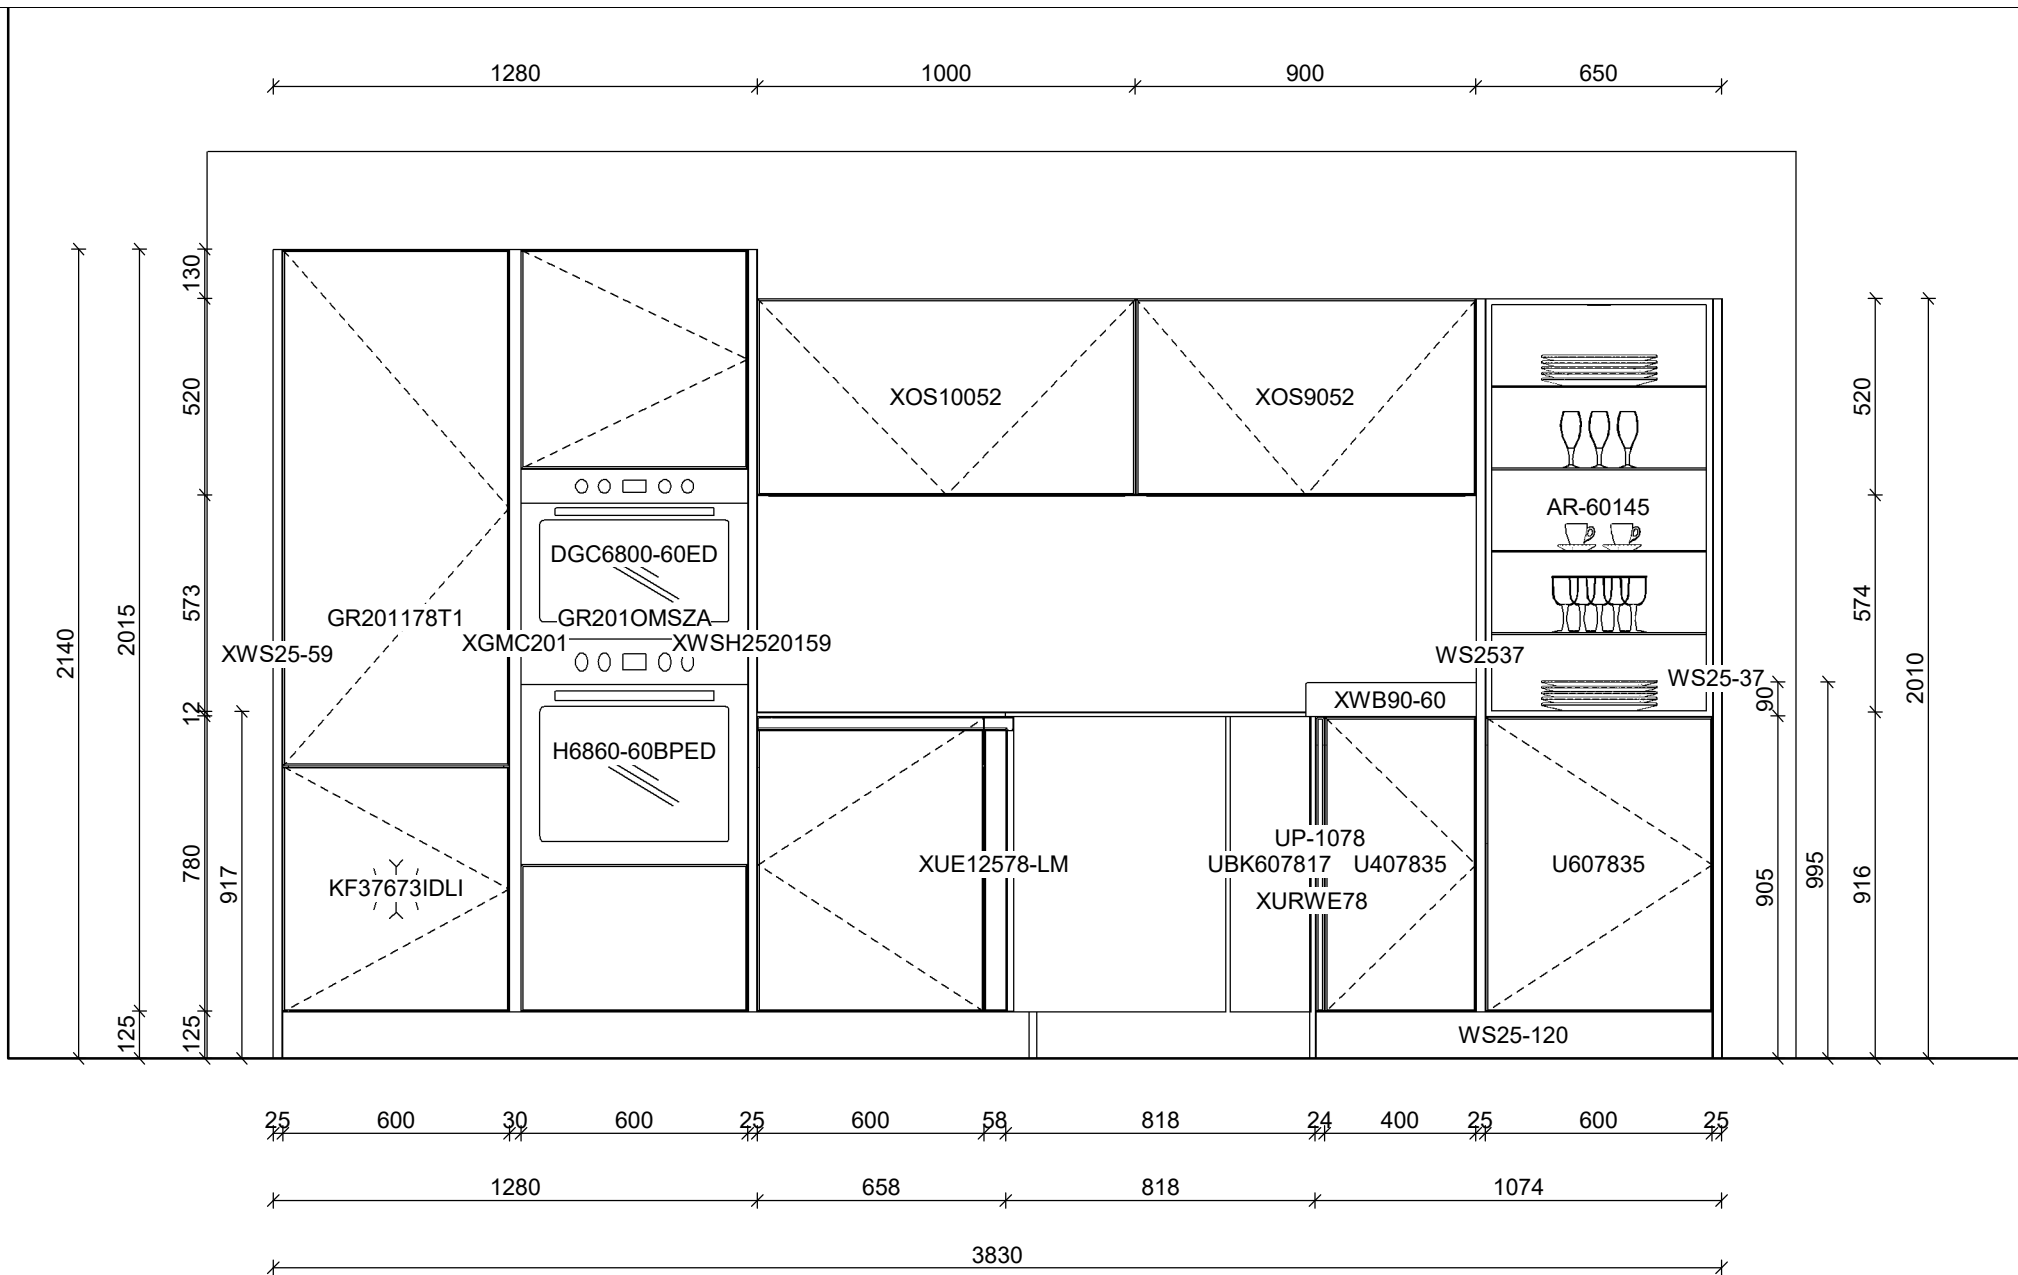 1280 1000 900 650
130
520
573
12
780
125
2015
125
2140
917
XOS10052 XOS9052
AR-60145
DGC6800-60ED
GR201178T1 GR201OMSZA
XGMC201 XWSH2520159
XWS25-59 WS2537
WS25-37
XWB90-60
H6860-60BPED
UP-1078
XUE12578-LM UBK607817 U407835 U607835
KF37673IDLI XURWE78
WS25-120
520
574
916
2010
90
905
995
25 600 30 600 25 600 58 818 24 400 25 600 25
1280 658 818 1074
3830